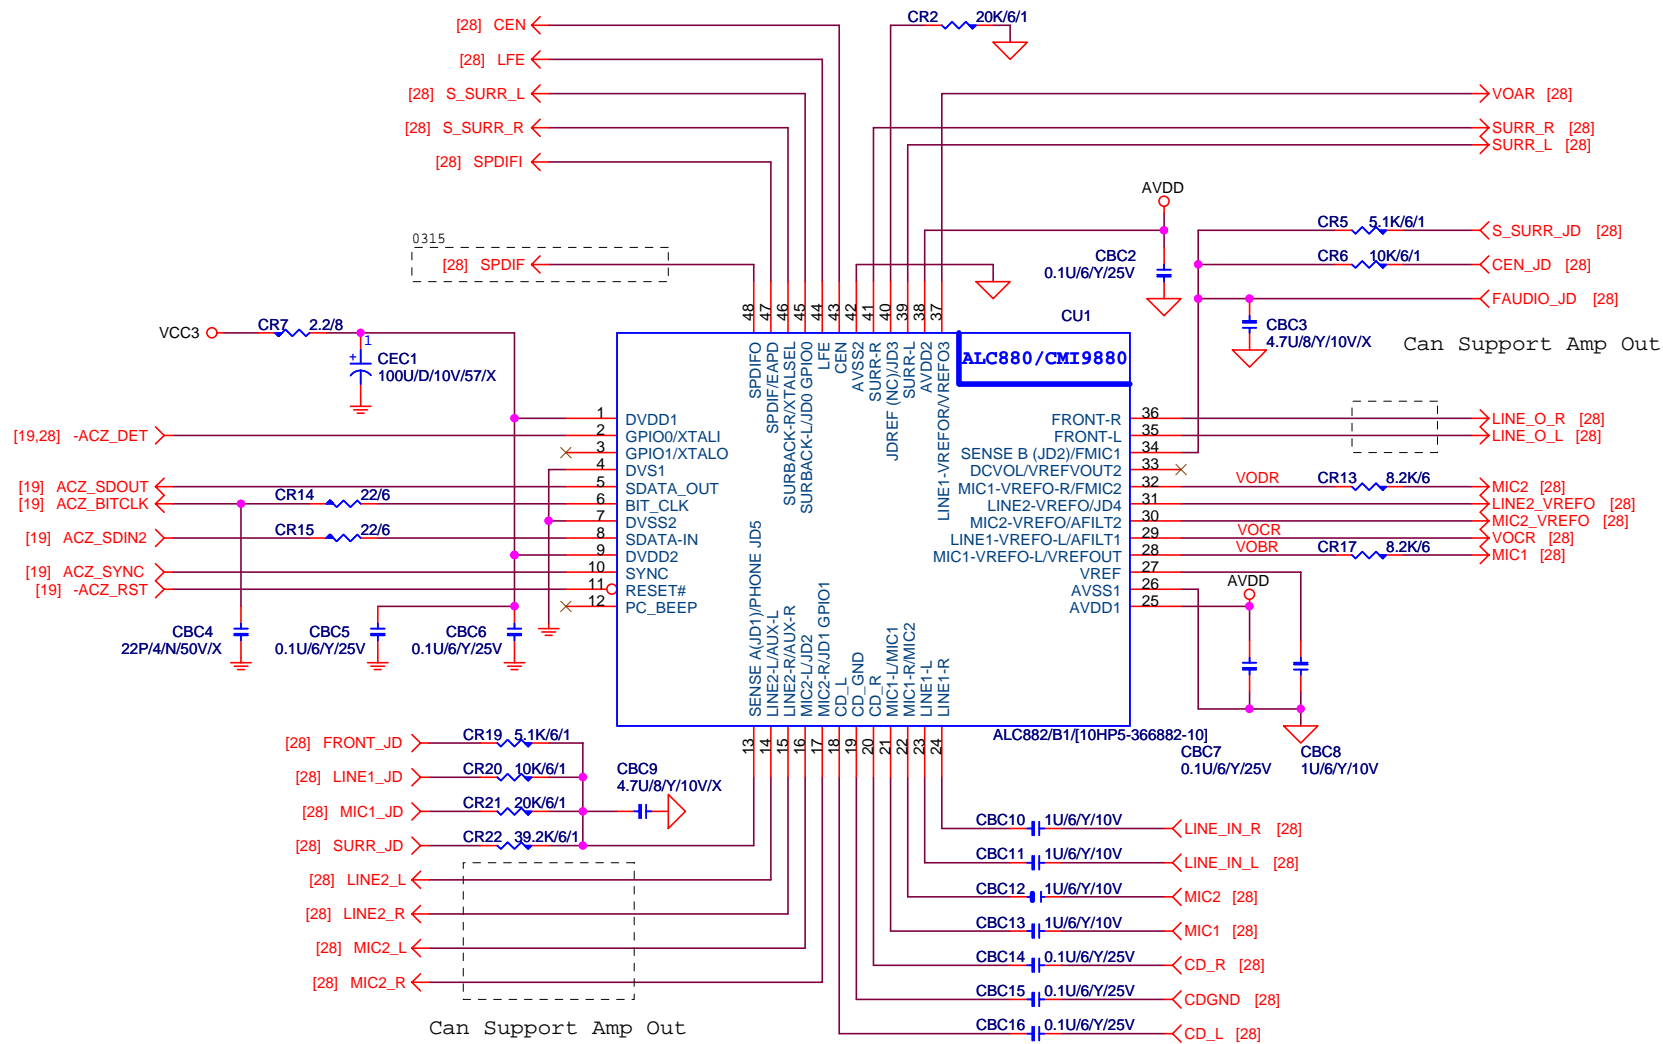 [28] CEN
CR2 20K/6/1
[28] LFE
[28] S_SURR_L
VOAR [28]
[28] S_SURR_R
SURR_R [28]
SURR_L [28]
[28] SPDIFI
AVDD
CR5 5.1K/6/1
S_SURR_JD [28]
0315
[28] SPDIF
CBC2
0.1U/6/Y/25V
CR6 10K/6/1
CEN_JD [28]
FAUDIO_JD [28]
CBC3
4.7U/8/Y/10V/X
Can Support Amp Out
48 47 46 45 44 43 42 41 40 39 38 37
CU1
VCC3
CR7 2.2/8
1
+
CEC1
100U/D/10V/57/X
ALC880/CMI9880
SPDIFO
SPDIF/EAPD
SURBACK-R/XTALSEL
SURBACK-L/JD0 GPIO0
LFE
CEN
AVSS2
SURR-R
JDREF (NC)/JD3
SURR-L
AVDD2
LINE1-VREFOR/VREFO3
1 DVDD1
2 GPIO0/XTALI
3 GPIO1/XTALO
4 DVS1
5 SDATA_OUT
6 BIT_CLK
7 DVSS2
8 SDATA-IN
9 DVDD2
10 SYNC
11 RESET#
12 PC_BEEP
[19,28] -ACZ_DET
[19] ACZ_SDOUT
[19] ACZ_BITCLK
CR14 22/6
[19] ACZ_SDIN2
CR15 22/6
[19] ACZ_SYNC
[19] -ACZ_RST
CBC4
22P/4/N/50V/X
CBC5
0.1U/6/Y/25V
CBC6
0.1U/6/Y/25V
FRONT-R 36
FRONT-L 35
SENSE B (JD2)/FMIC1 34
DCVOL/VREFVOUT2 33
MIC1-VREFO-R/FMIC2 32
LINE2-VREFO/JD4 31
MIC2-VREFO/AFILT2 30
LINE1-VREFO-L/AFILT1 29
MIC1-VREFO-L/VREFOUT 28
VREF 27
AVSS1 26
AVDD1 25
LINE_O_R [28]
LINE_O_L [28]
VODR
CR13 8.2K/6
MIC2 [28]
LINE2_VREFO [28]
MIC2_VREFO [28]
VOCR
VOCR [28]
VOBR
CR17 8.2K/6
MIC1 [28]
AVDD
SENSE A(JD1)/PHONE JD5
LINE2-L/AUX-L
LINE2-R/AUX-R
MIC2-L/JD2
MIC2-R/JD1 GPIO1
CD_L
CD_GND
CD_R
MIC1-L/MIC1
MIC1-R/MIC2
LINE1-L
LINE1-R
13 14 15 16 17 18 19 20 21 22 23 24
ALC882/B1/[10HP5-366882-10]
CBC7
0.1U/6/Y/25V
CBC8
1U/6/Y/10V
[28] FRONT_JD
CR19 5.1K/6/1
[28] LINE1_JD
CR20 10K/6/1
[28] MIC1_JD
CR21 20K/6/1
[28] SURR_JD
CR22 39.2K/6/1
CBC9
4.7U/8/Y/10V/X
[28] LINE2_L
[28] LINE2_R
[28] MIC2_L
[28] MIC2_R
Can Support Amp Out
CBC10 1U/6/Y/10V
LINE_IN_R [28]
CBC11 1U/6/Y/10V
LINE_IN_L [28]
CBC12 1U/6/Y/10V
MIC2 [28]
CBC13 1U/6/Y/10V
MIC1 [28]
CBC14 0.1U/6/Y/25V
CD_R [28]
CBC15 0.1U/6/Y/25V
CDGND [28]
CBC16 0.1U/6/Y/25V
CD_L [28]